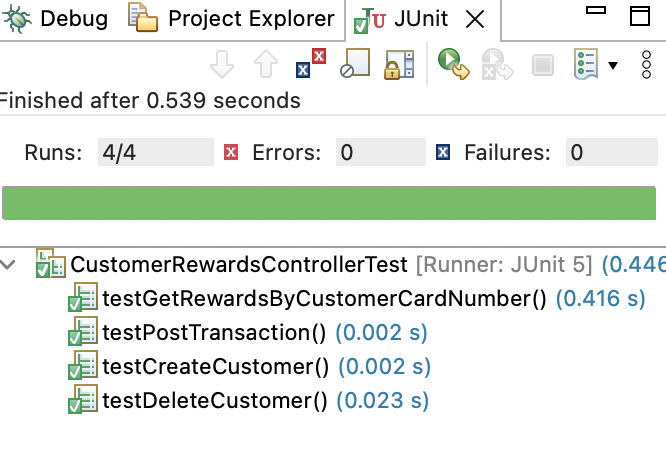 Debug Project Explorer JUnit
Finished after 0.539 seconds
Runs: 4/4 Errors: 0 Failures: 0
CustomerRewardsControllerTest [Runner: JUnit 5] (0.446
testGetRewardsByCustomerCardNumber() (0.416 s)
testPostTransaction() (0.002 s)
testCreateCustomer() (0.002 s)
testDeleteCustomer() (0.023 s)